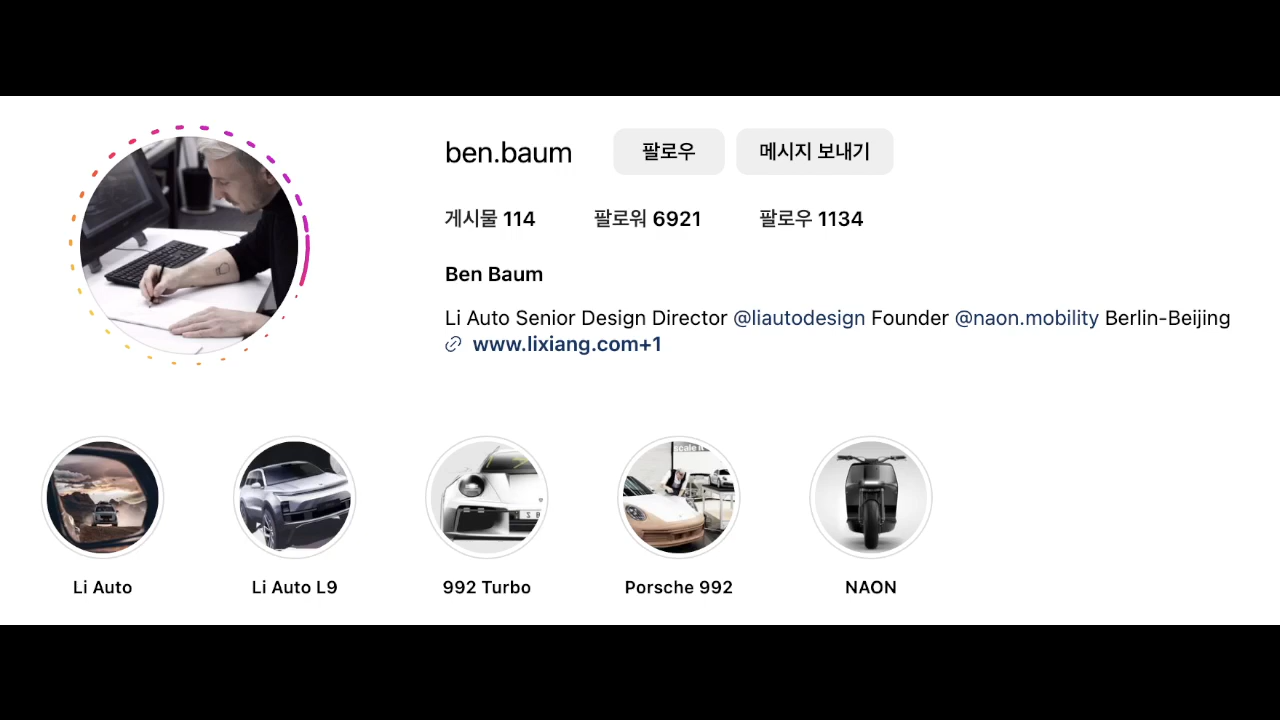 ben.baum 팔로우 메시지 보내기
게시물 114 팔로워 6921 팔로우 1134
Ben Baum
Li Auto Senior Design Director @liautodesign Founder @naon.mobility Berlin-Beijing
www.lixiang.com+1
Li Auto Li Auto L9 992 Turbo Porsche 992 NAON